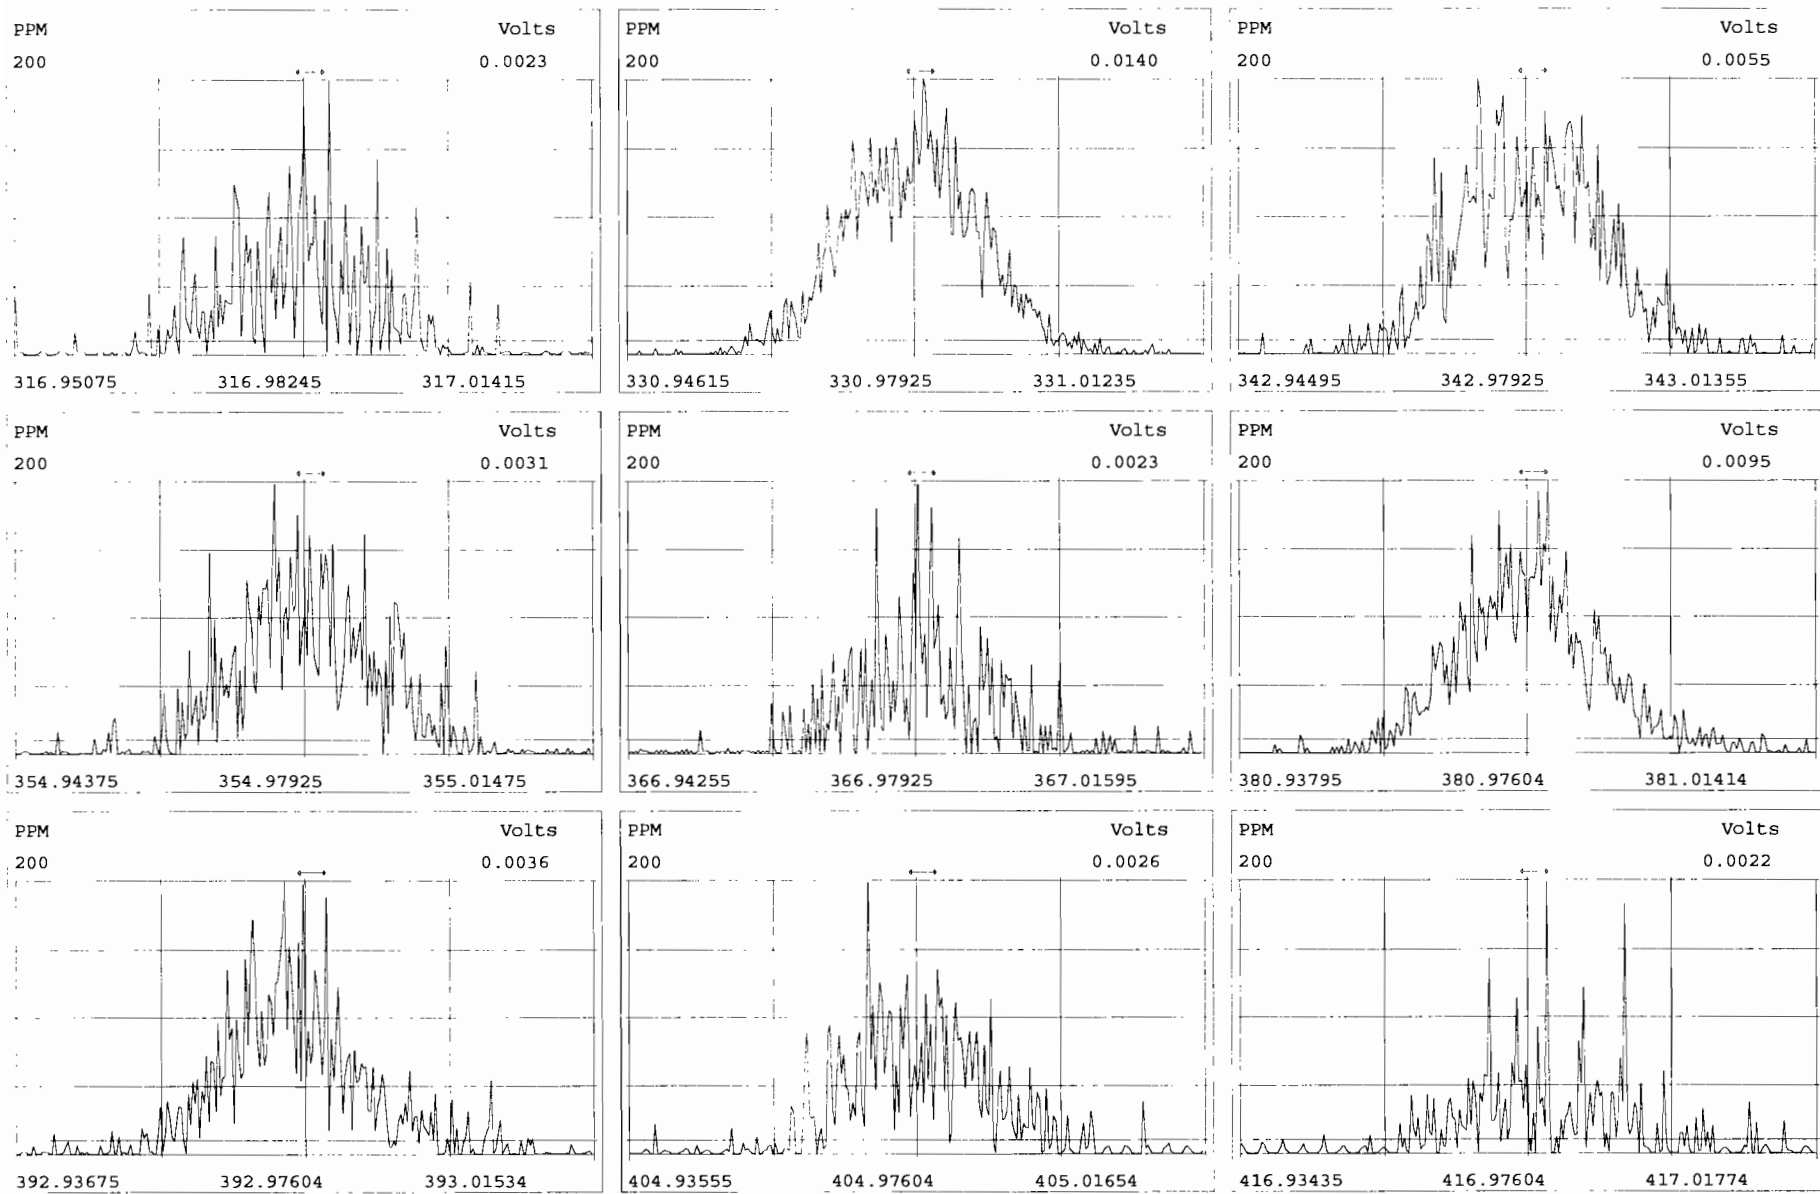 PPM Volts
200 0.0023
316.95075 316.98245 317.01415
PPM Volts
200 0.0140
330.94615 330.97925 331.01235
PPM Volts
200 0.0055
342.94495 342.97925 343.01355
PPM Volts
200 0.0031
354.94375 354.97925 355.01475
PPM Volts
200 0.0023
366.94255 366.97925 367.01595
PPM Volts
200 0.0095
380.93795 380.97604 381.01414
PPM Volts
200 0.0036
392.93675 392.97604 393.01534
PPM Volts
200 0.0026
404.93555 404.97604 405.01654
PPM Volts
200 0.0022
416.93435 416.97604 417.01774